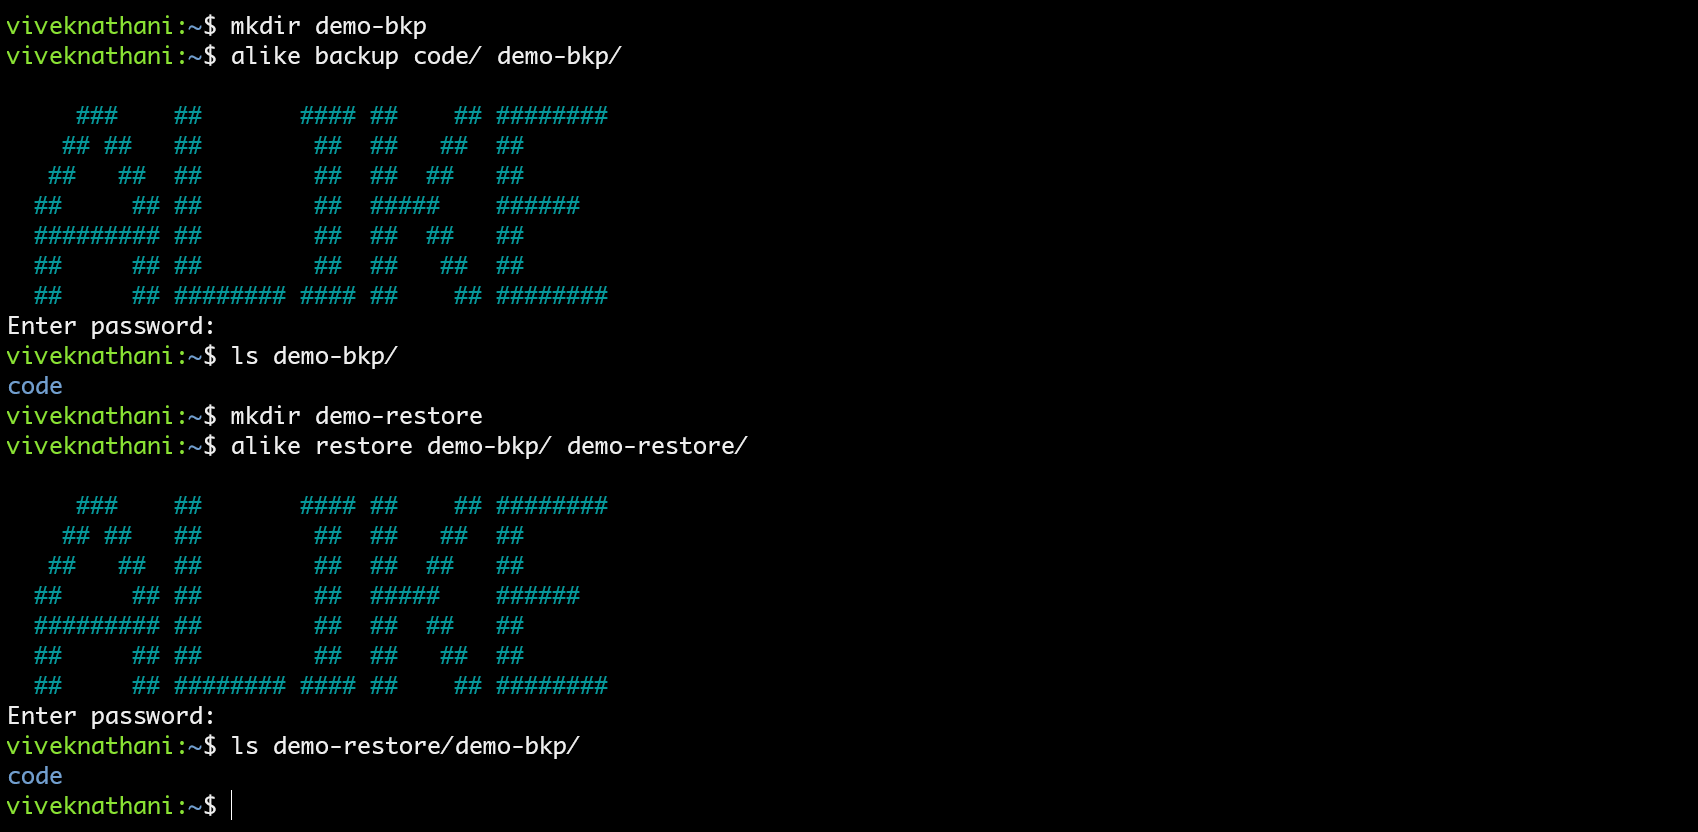 viveknathani:~$ mkdir demo-bkp
viveknathani:~$ alike backup code/ demo-bkp/
     ###    ##       #### ##    ## ########
    ## ##   ##        ##  ##   ##  ##
   ##   ##  ##        ##  ##  ##   ##
  ##     ## ##        ##  #####    ######
  ######### ##        ##  ##  ##   ##
  ##     ## ##        ##  ##   ##  ##
  ##     ## ######## #### ##    ## ########
Enter password:
viveknathani:~$ ls demo-bkp/
code
viveknathani:~$ mkdir demo-restore
viveknathani:~$ alike restore demo-bkp/ demo-restore/
     ###    ##       #### ##    ## ########
    ## ##   ##        ##  ##   ##  ##
   ##   ##  ##        ##  ##  ##   ##
  ##     ## ##        ##  #####    ######
  ######### ##        ##  ##  ##   ##
  ##     ## ##        ##  ##   ##  ##
  ##     ## ######## #### ##    ## ########
Enter password:
viveknathani:~$ ls demo-restore/demo-bkp/
code
viveknathani:~$